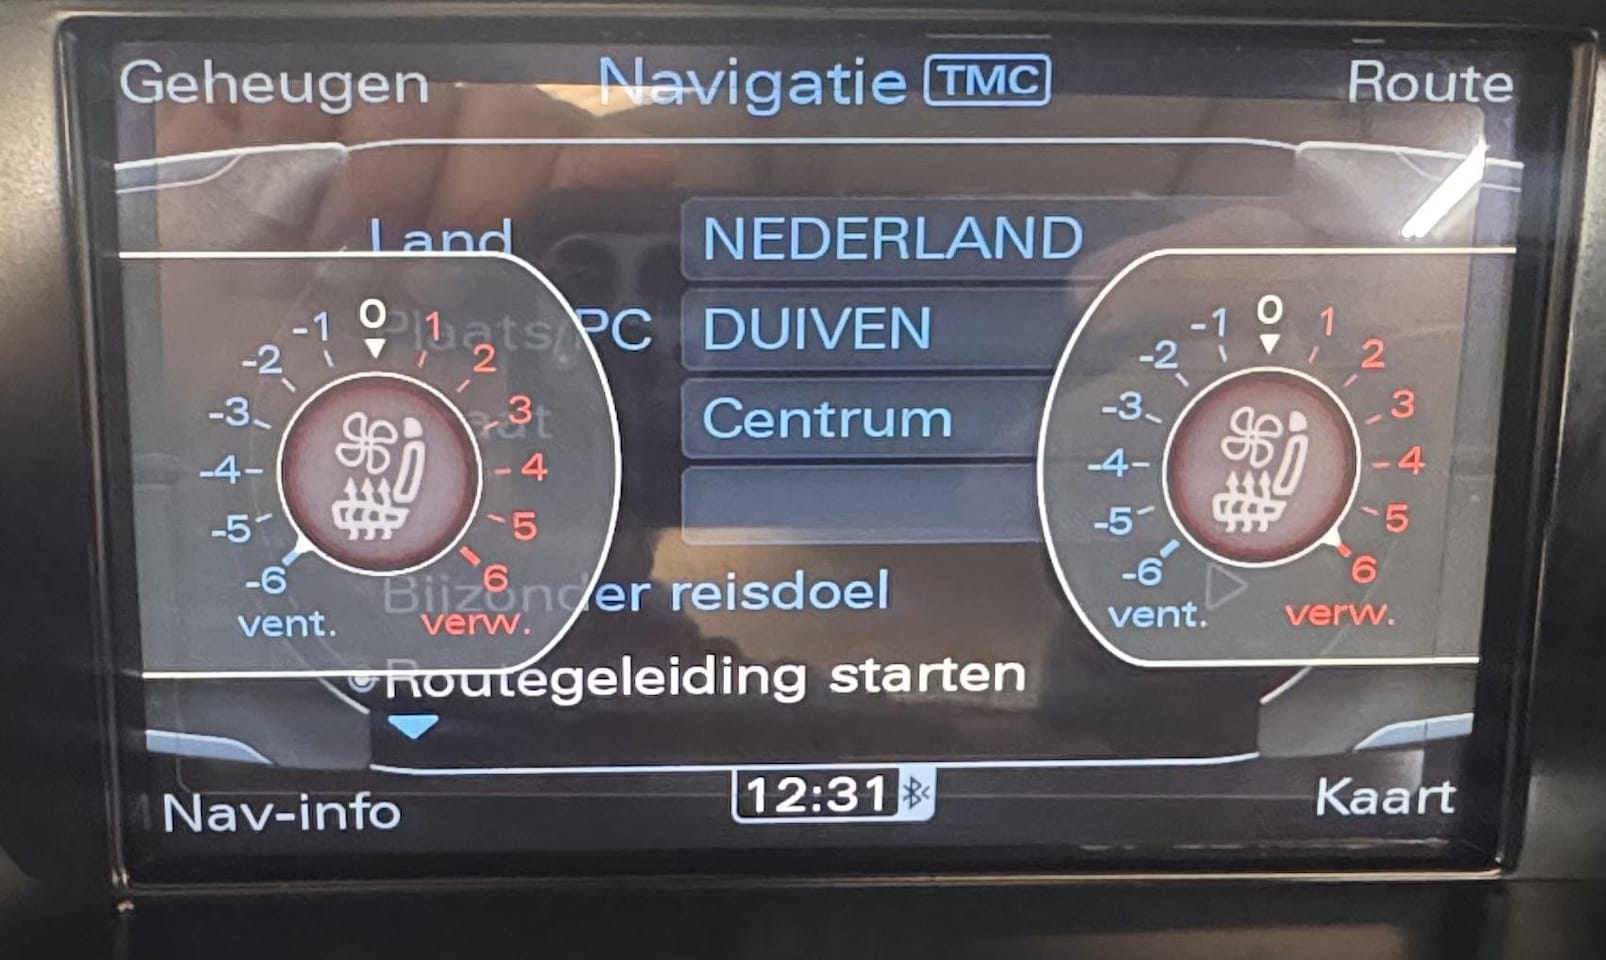 Geheugen Navigatie TMC Route
Land NEDERLAND
Plaats/PC DUIVEN
Centrum
Bijzonder reisdoel
Routegeleiding starten
0
-1 1
-2 2
-3 3
-4 4
-5 5
-6 6
vent. verw.
0
-1 1
-2 2
-3 3
-4 4
-5 5
-6 6
vent. verw.
Nav-info 12:31 Kaart